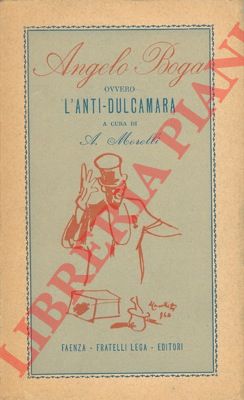 Angelo Boga
OVVERO
L'ANTI-DULCAMARA
A CURA DI
A. Morelli
FAENZA - FRATELLI LEGA - EDITORI
LIBRERIA PIANI